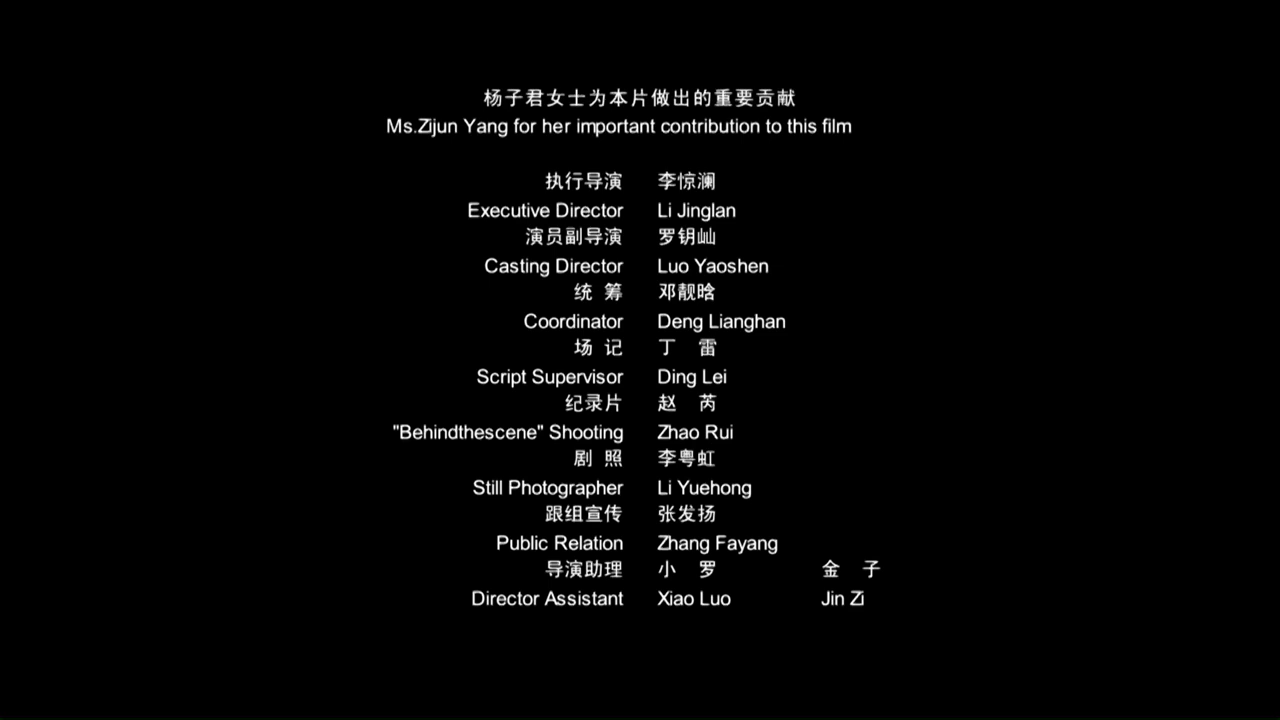 杨子君女士为本片做出的重要贡献
Ms.Zijun Yang for her important contribution to this film
执行导演 李惊澜
Executive Director Li Jinglan
演员副导演 罗钥屾
Casting Director Luo Yaoshen
统 筹 邓靓晗
Coordinator Deng Lianghan
场 记 丁 雷
Script Supervisor Ding Lei
纪录片 赵 芮
"Behindthescene" Shooting Zhao Rui
剧 照 李粤虹
Still Photographer Li Yuehong
跟组宣传 张发扬
Public Relation Zhang Fayang
导演助理 小 罗 金 子
Director Assistant Xiao Luo Jin Zi